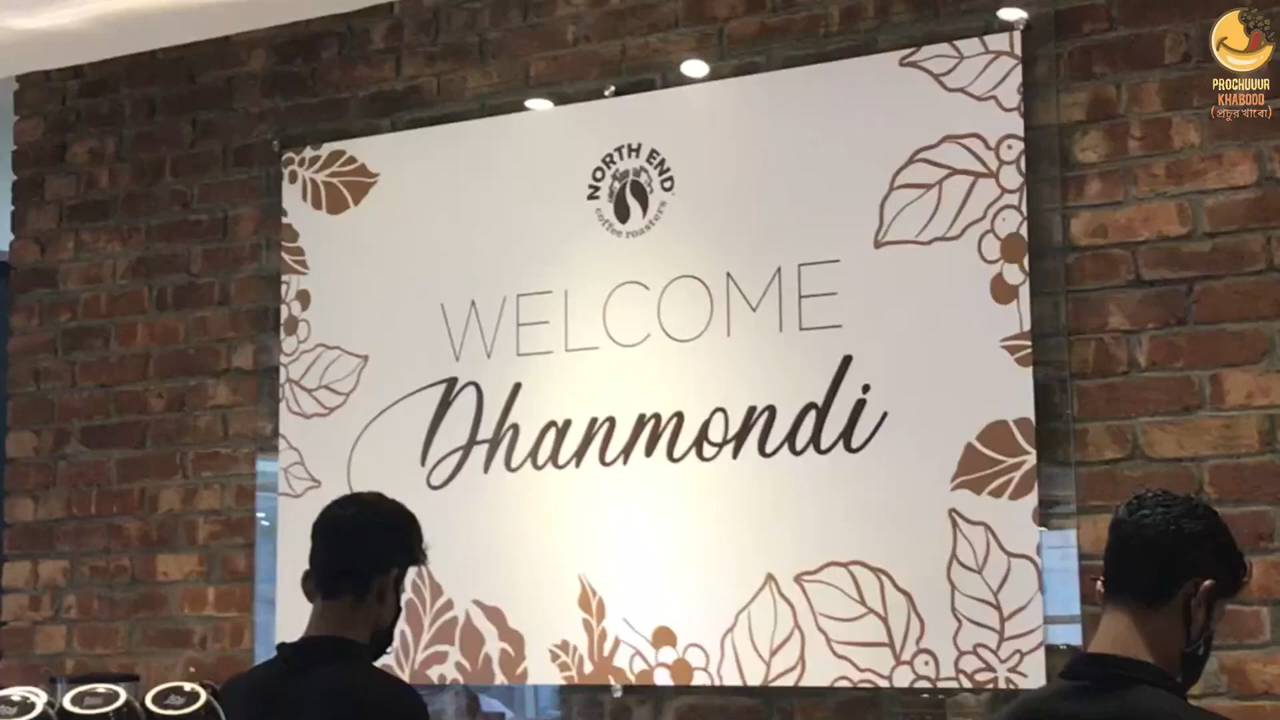 NORTH END
coffee roasters
WELCOME
Dhanmondi
PROCHUUUR
KHABOOO
(প্রচুর খাবো)